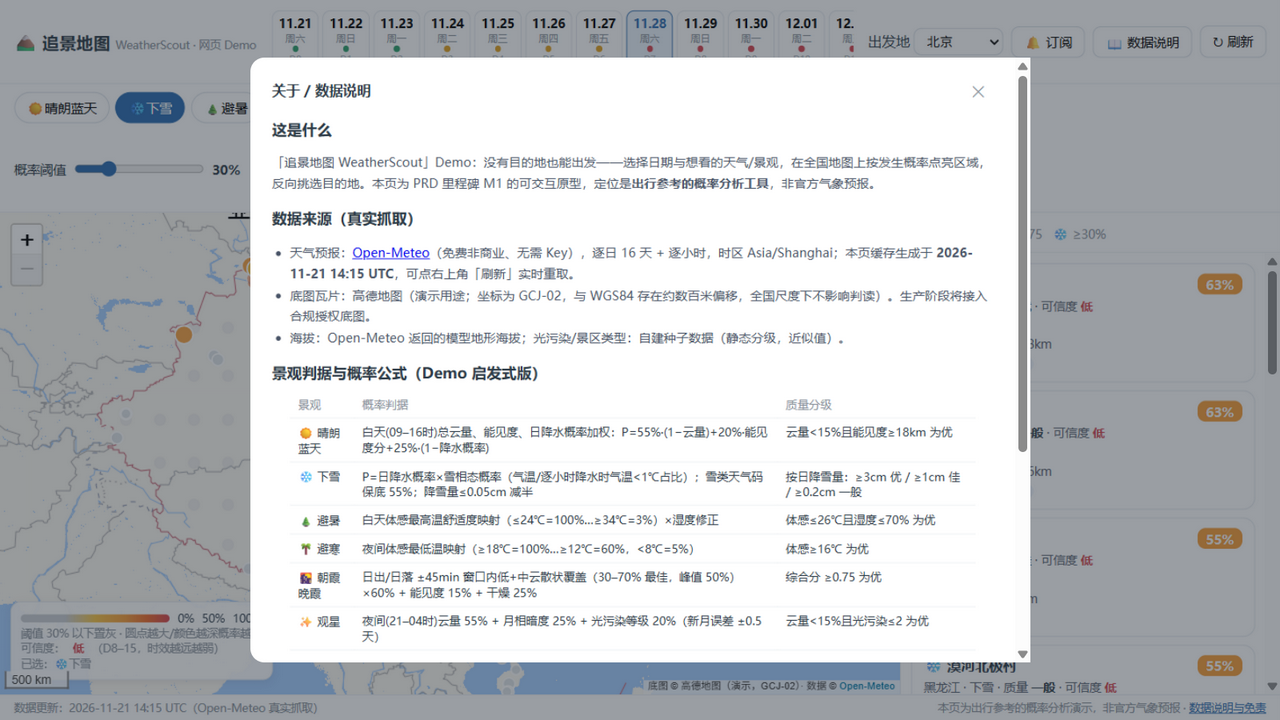 追景地图 WeatherScout · 网页 Demo
11.21 11.22 11.23 11.24 11.25 11.26 11.27 11.28 11.29 11.30 12.01 12.
周六 周日 周一 周二 周三 周四 周五 周六 周日 周一 周二 周
出发地 北京 订阅 数据说明 刷新
晴朗蓝天 下雪 避暑
概率阈值 30%
关于 / 数据说明
这是什么
「追景地图 WeatherScout」Demo：没有目的地也能出发——选择日期与想看的天气/景观，在全国地图上按发生概率点亮区域，
反向挑选目的地。本页为 PRD 里程碑 M1 的可交互原型，定位是出行参考的概率分析工具，非官方气象预报。
数据来源（真实抓取）
• 天气预报：Open-Meteo（免费非商业、无需 Key），逐日 16 天 + 逐小时，时区 Asia/Shanghai；本页缓存生成于 2026-
11-21 14:15 UTC，可点右上角「刷新」实时重取。
• 底图瓦片：高德地图（演示用途；坐标为 GCJ-02，与 WGS84 存在约数百米偏移，全国尺度下不影响判读）。生产阶段将接入
合规授权底图。
• 海拔：Open-Meteo 返回的模型地形海拔；光污染/景区类型：自建种子数据（静态分级，近似值）。
景观判据与概率公式（Demo 启发式版）
景观 概率判据 质量分级
晴朗 白天(09–16时)总云量、能见度、日降水概率加权：P=55%·(1−云量)+20%·能见 云量<15%且能见度≥18km 为优
蓝天 度分+25%·(1−降水概率)
下雪 P=日降水概率×雪相态概率（气温/逐小时降水时气温<1℃占比）；雪类天气码 按日降雪量：≥3cm 优 / ≥1cm 佳
保底 55%；降雪量≤0.05cm 减半 / ≥0.2cm 一般
避暑 白天体感最高温舒适度映射（≤24℃=100%…≥34℃=3%）×湿度修正 体感≤26℃且湿度≤70% 为优
避寒 夜间体感最低温映射（≥18℃=100%…≥12℃=60%，<8℃=5%） 体感≥16℃ 为优
朝霞 日出/日落 ±45min 窗口内低+中云散状覆盖（30–70% 最佳，峰值 50%） 综合分 ≥0.75 为优
晚霞 ×60% + 能见度 15% + 干燥 25%
观星 夜间(21–04时)云量 55% + 月相暗度 25% + 光污染等级 20%（新月误差 ±0.5 云量<15%且光污染≤2 为优
天）
+
−
75 ≥30%
63%
· 可信度 低
km
63%
般 · 可信度 低
km
55%
· 可信度 低
55%
漠河北极村
黑龙江 · 下雪 · 质量 一般 · 可信度 低
0% 50% 100
阈值 30% 以下置灰 · 圆点越大/颜色越深概率越
可信度： 低 （D8–15，时效越远越弱）
已选： 下雪
500 km
底图 © 高德地图（演示，GCJ-02）· 数据 © Open-Meteo
数据更新：2026-11-21 14:15 UTC（Open-Meteo 真实抓取）
本页为出行参考的概率分析演示，非官方气象预报 · 数据说明与免责